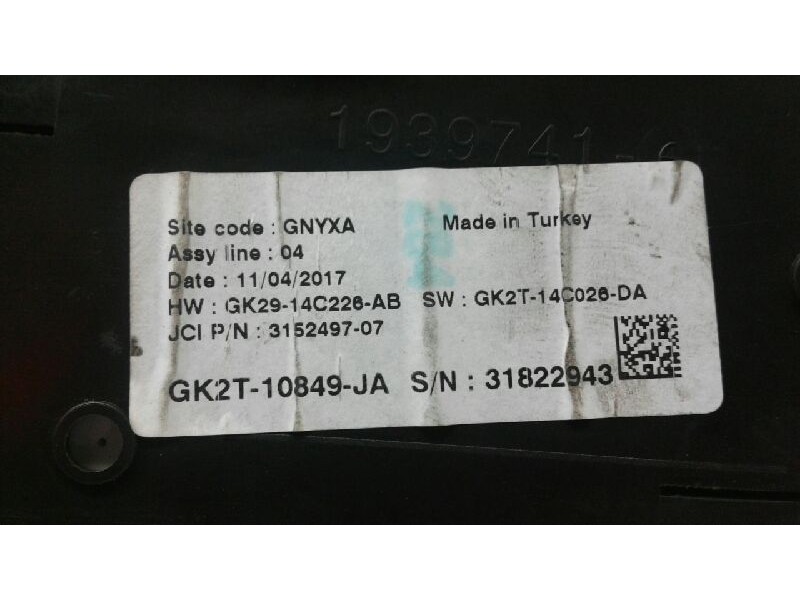 1939741-
Site code : GNYXA Made in Turkey
Assy line : 04
Date : 11/04/2017
HW : GK29-14C226-AB SW : GK2T-14C026-DA
JCI P/N : 3152497-07
GK2T-10849-JA S/N : 31822943